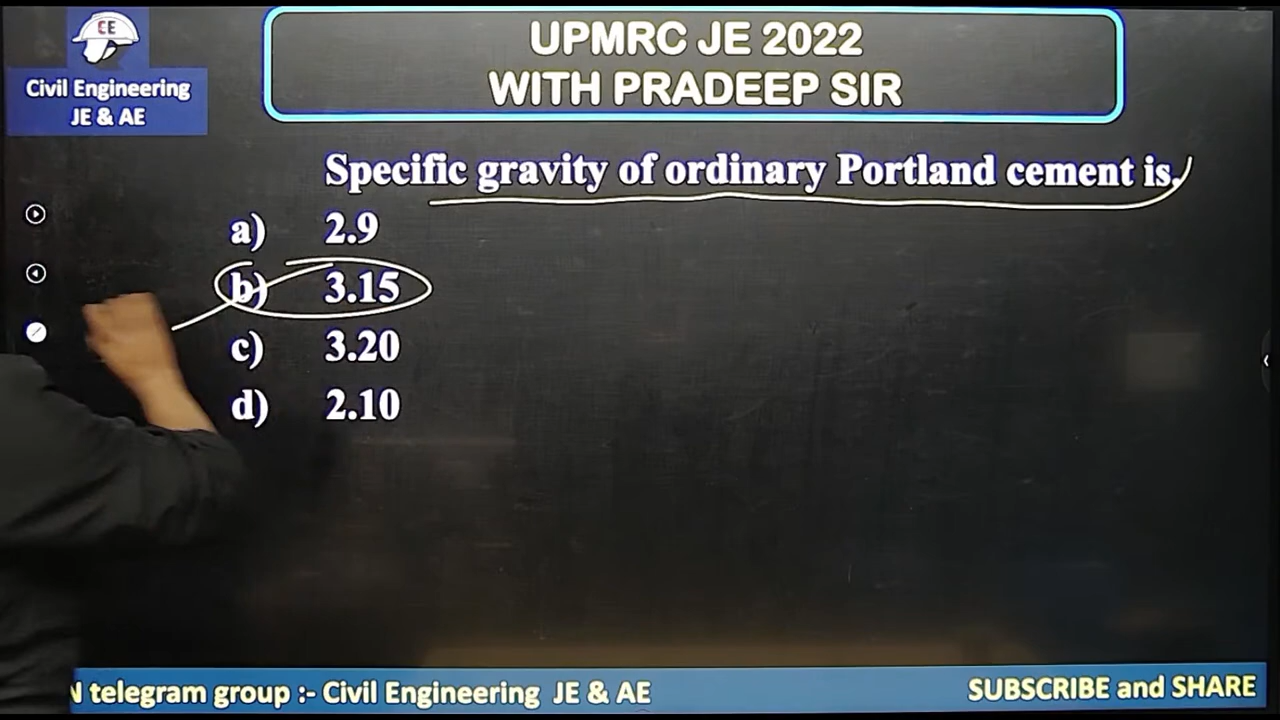 CE
Civil Engineering
JE & AE
UPMRC JE 2022
WITH PRADEEP SIR
Specific gravity of ordinary Portland cement is.
a) 2.9
b) 3.15
c) 3.20
d) 2.10
telegram group :- Civil Engineering JE & AE
SUBSCRIBE and SHARE